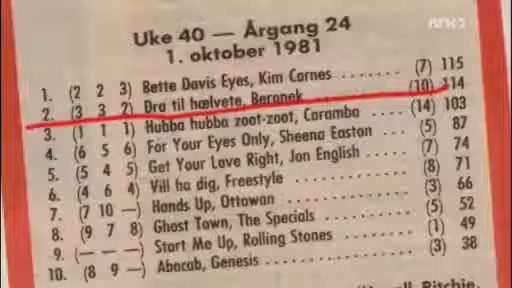 NRK2
Uke 40 — Årgang 24
1. oktober 1981
1. (2 2 3) Bette Davis Eyes, Kim Carnes ........ (7) 115
2. (3 3 2) Dra til hælvete, Beranek ........ (10) 114
3. (1 1 1) Hubba hubba zoot-zoot, Caramba .... (14) 103
4. (6 5 6) For Your Eyes Only, Sheena Easton .... (5) 87
5. (5 4 5) Get Your Love Right, Jan English ..... (7) 74
6. (4 6 4) Vill ha dig, Freestyle ............ (8) 71
7. (7 10 —) Hands Up, Ottowan ............ (3) 66
8. (9 7 8) Ghost Town, The Specials ......... (5) 52
9. (— — —) Start Me Up, Rolling Stones ........ (1) 49
10. (8 9 —) Abacab, Genesis .............. (3) 38
Ritchie,